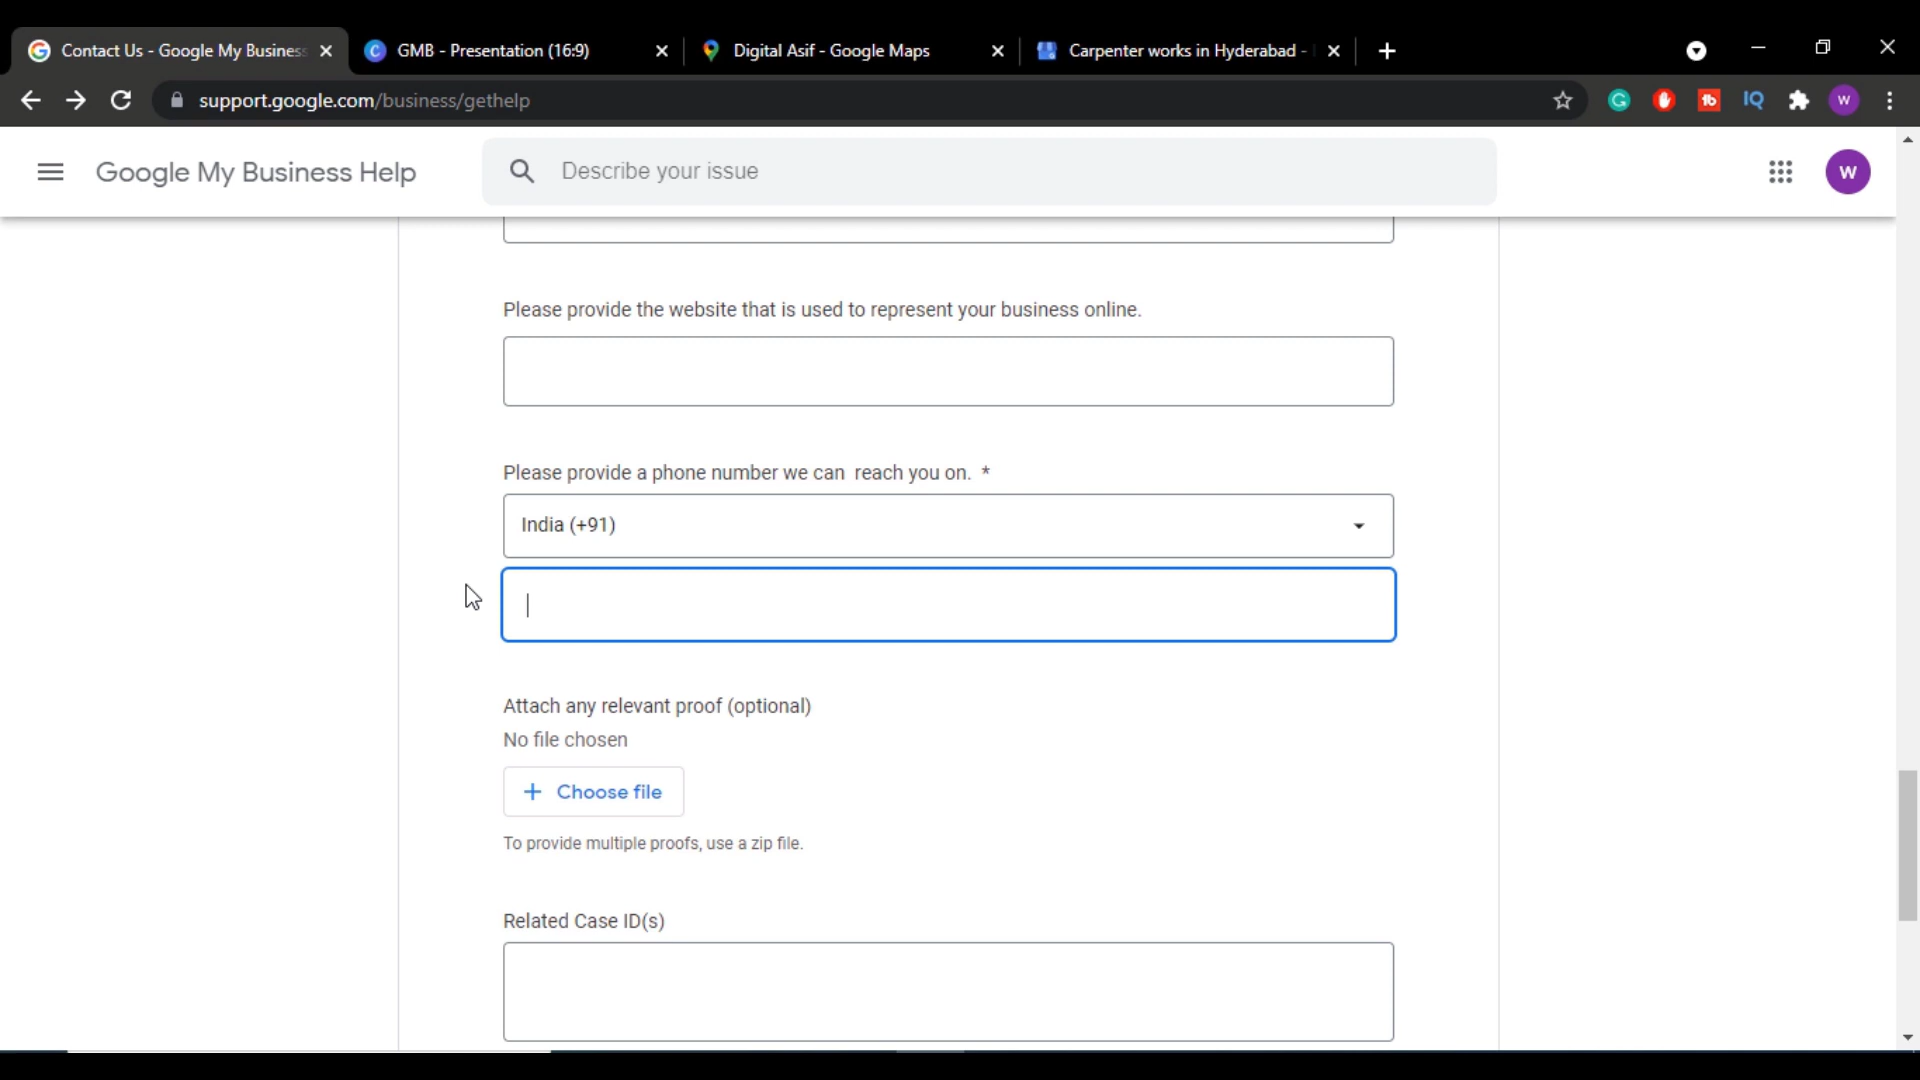 Contact Us - Google My Business
GMB - Presentation (16:9)
Digital Asif - Google Maps
Carpenter works in Hyderabad -
support.google.com/business/gethelp
Google My Business Help
Describe your issue
W
Please provide the website that is used to represent your business online.
Please provide a phone number we can reach you on. *
India (+91)
Attach any relevant proof (optional)
No file chosen
+ Choose file
To provide multiple proofs, use a zip file.
Related Case ID(s)